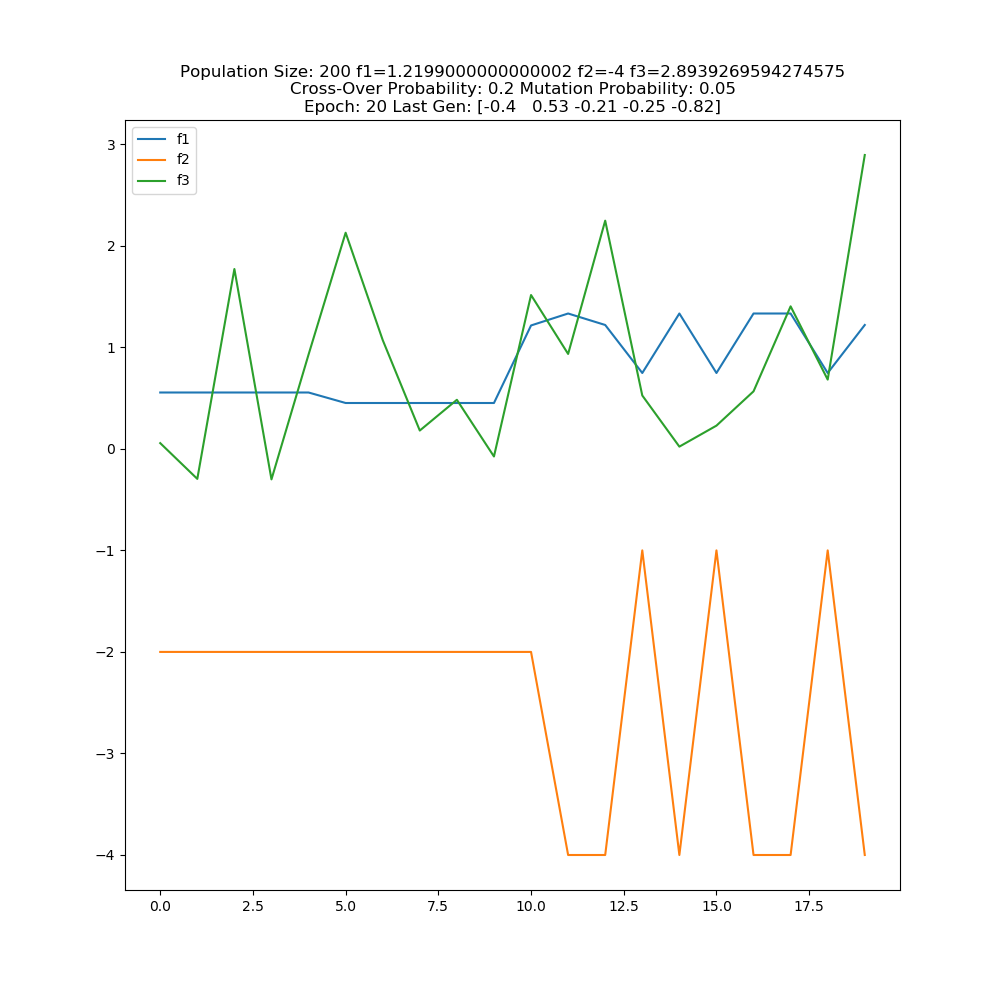 Population Size: 200 f1=1.2199000000000002 f2=-4 f3=2.8939269594274575
Cross-Over Probability: 0.2 Mutation Probability: 0.05
Epoch: 20 Last Gen: [-0.4   0.53 -0.21 -0.25 -0.82]
f1
f2
f3
3
2
1
0
−1
−2
−3
−4
0.0 2.5 5.0 7.5 10.0 12.5 15.0 17.5